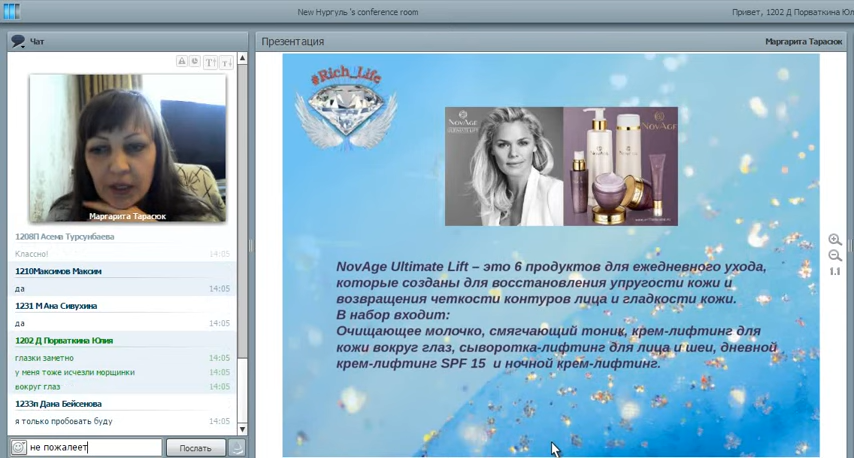 New Нургуль 's conference room
Привет, 1202 Д Порваткина Юл
Чат
Презентация
Маргарита Тарасюк
Маргарита Тарасюк
1208П Асема Турсунбаева
Классно! 14:05
1210Максимов Максим
да 14:05
1231 М Ана Сивухина
да 14:05
1202 Д Порваткина Юлия
глазки заметно 14:05
у меня тоже исчезли морщинки 14:05
вокруг глаз 14:05
1233п Дана Бейсенова
я только пробовать буду 14:05
не пожалеет
Послать
#Rich_Life
NOVAGE
NOVAGE
NovAge Ultimate Lift – это 6 продуктов для ежедневного ухода,
которые созданы для восстановления упругости кожи и
возвращения четкости контуров лица и гладкости кожи.
В набор входит:
Очищающее молочко, смягчающий тоник, крем-лифтинг для
кожи вокруг глаз, сыворотка-лифтинг для лица и шеи, дневной
крем-лифтинг SPF 15 и ночной крем-лифтинг.
1.1